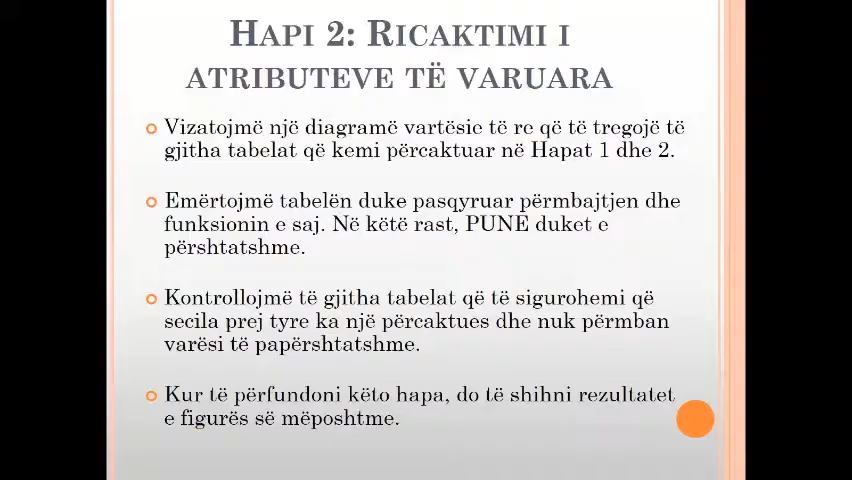 HAPI 2: RICAKTIMI I
ATRIBUTEVE TË VARUARA
Vizatojmë një diagramë vartësie të re që të tregojë të
gjitha tabelat që kemi përcaktuar në Hapat 1 dhe 2.
Emërtojmë tabelën duke pasqyruar përmbajtjen dhe
funksionin e saj. Në këtë rast, PUNE duket e
përshtatshme.
Kontrollojmë të gjitha tabelat që të sigurohemi që
secila prej tyre ka një përcaktues dhe nuk përmban
varësi të papërshtatshme.
Kur të përfundoni këto hapa, do të shihni rezultatet
e figurës së mëposhtme.